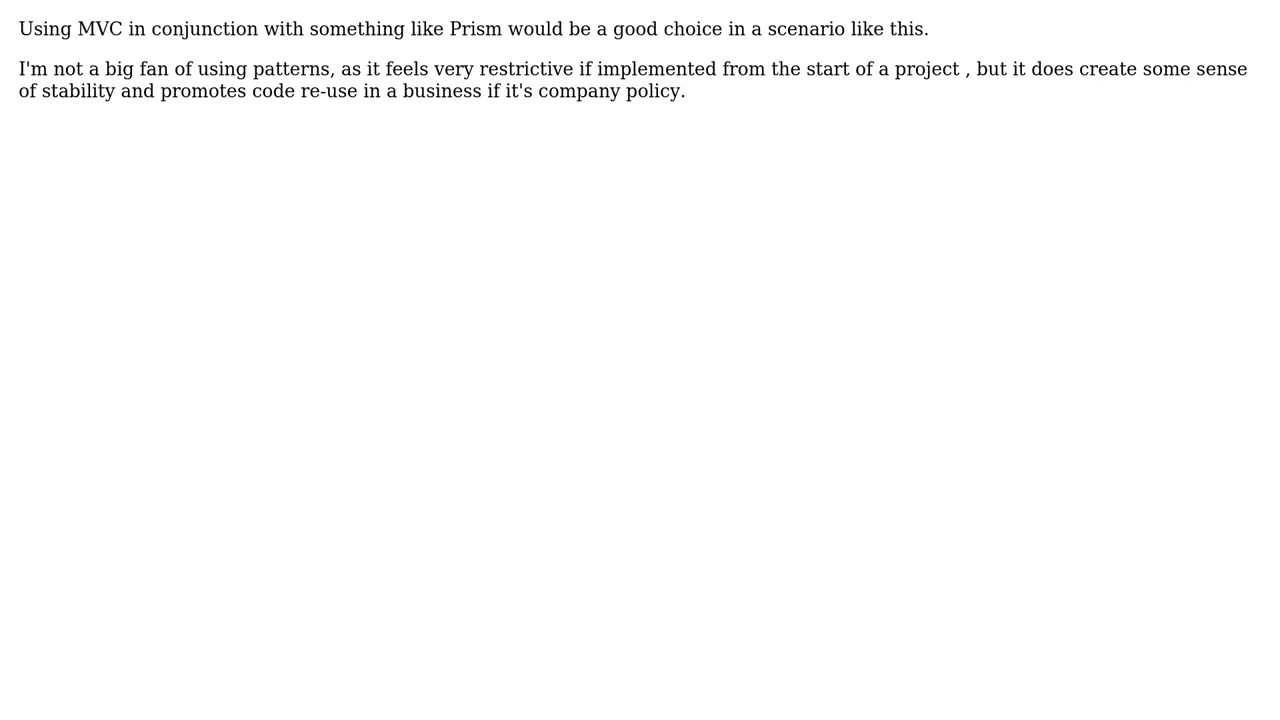 Using MVC in conjunction with something like Prism would be a good choice in a scenario like this.
I'm not a big fan of using patterns, as it feels very restrictive if implemented from the start of a project , but it does create some sense
of stability and promotes code re-use in a business if it's company policy.